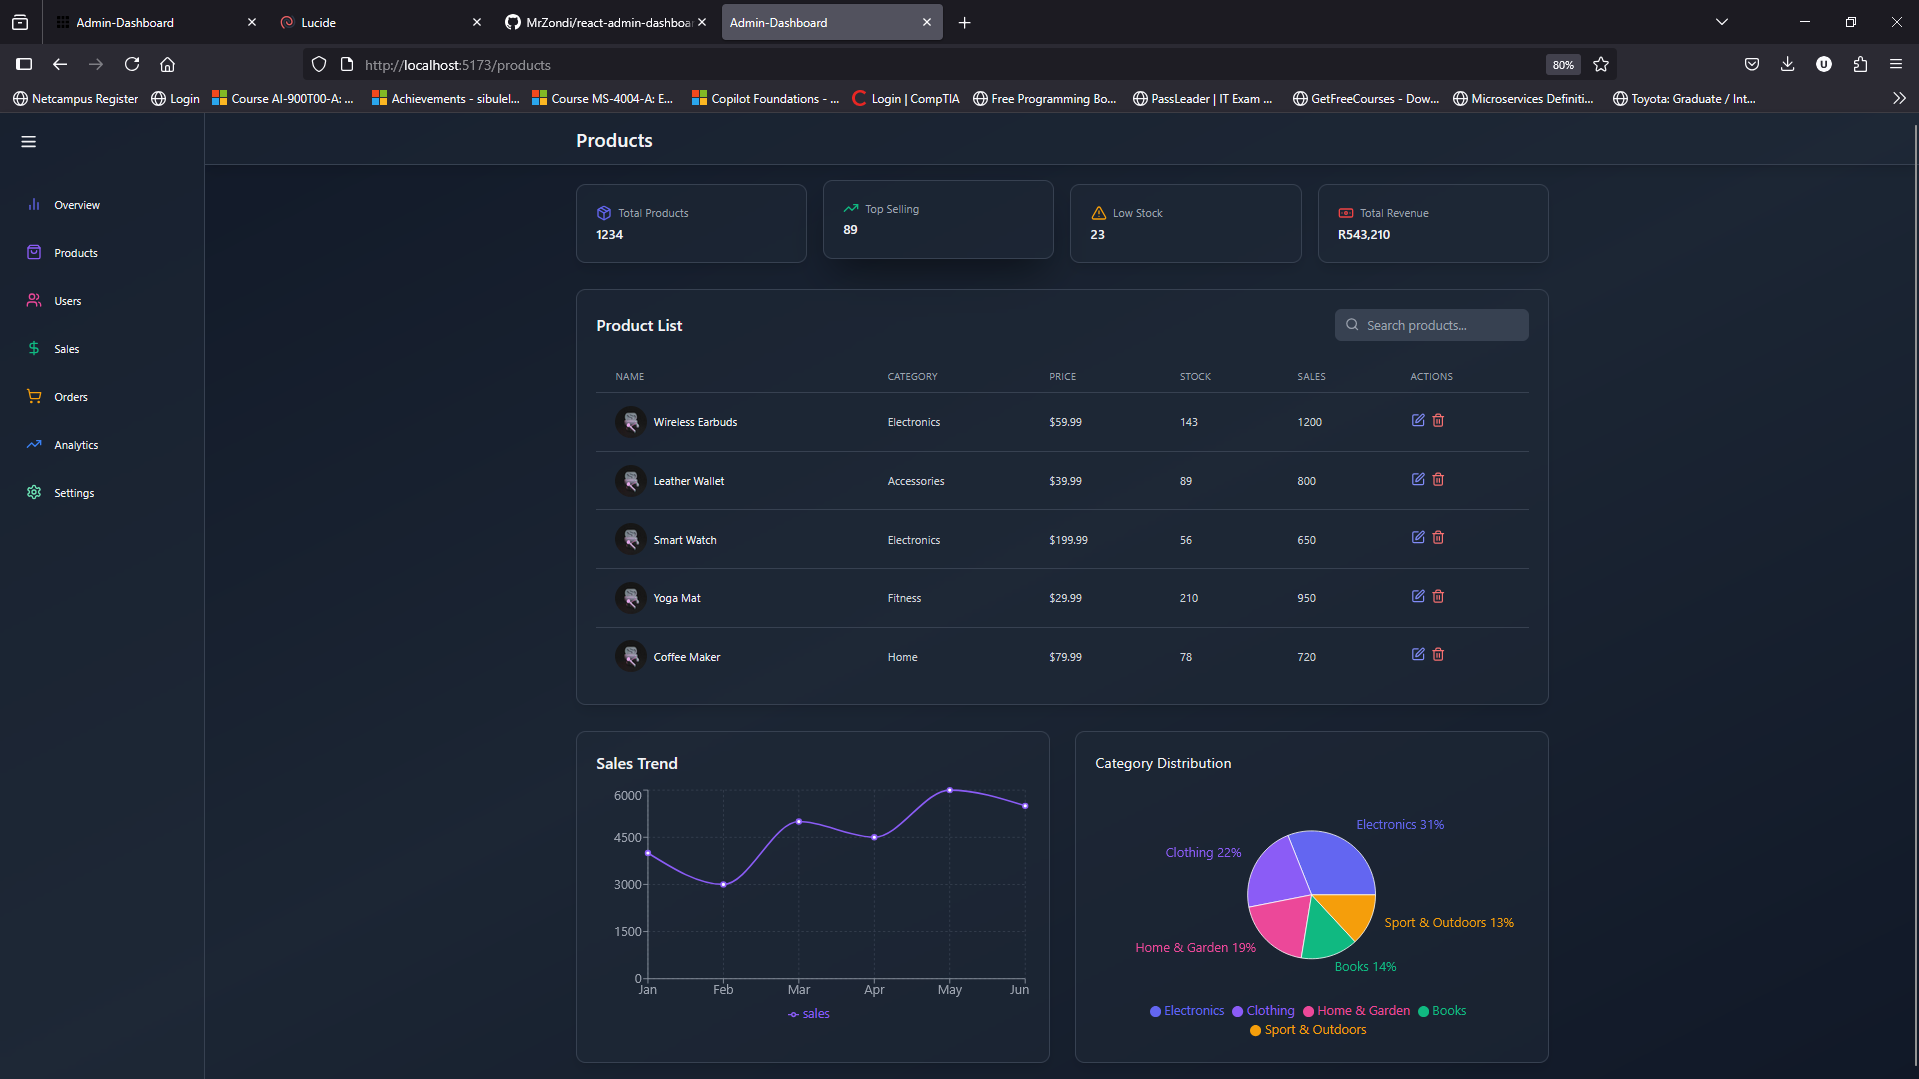 Admin-Dashboard
Lucide
MrZondi/react-admin-dashboar
Admin-Dashboard
http://localhost:5173/products
80%
U
Netcampus Register
Login
Course AI-900T00-A: ...
Achievements - sibulel...
Course MS-4004-A: E...
Copilot Foundations - ...
Login | CompTIA
Free Programming Bo...
PassLeader | IT Exam ...
GetFreeCourses - Dow...
Microservices Definiti...
Toyota: Graduate / Int...
Overview
Products
Users
Sales
Orders
Analytics
Settings
Products
Total Products
1234
Top Selling
89
Low Stock
23
Total Revenue
R543,210
Product List
Search products...
NAME CATEGORY PRICE STOCK SALES ACTIONS
Wireless Earbuds Electronics $59.99 143 1200
Leather Wallet Accessories $39.99 89 800
Smart Watch Electronics $199.99 56 650
Yoga Mat Fitness $29.99 210 950
Coffee Maker Home $79.99 78 720
Sales Trend
6000
4500
3000
1500
0
Jan Feb Mar Apr May Jun
sales
Category Distribution
Electronics 31%
Clothing 22%
Sport & Outdoors 13%
Home & Garden 19%
Books 14%
Electronics Clothing Home & Garden Books
Sport & Outdoors